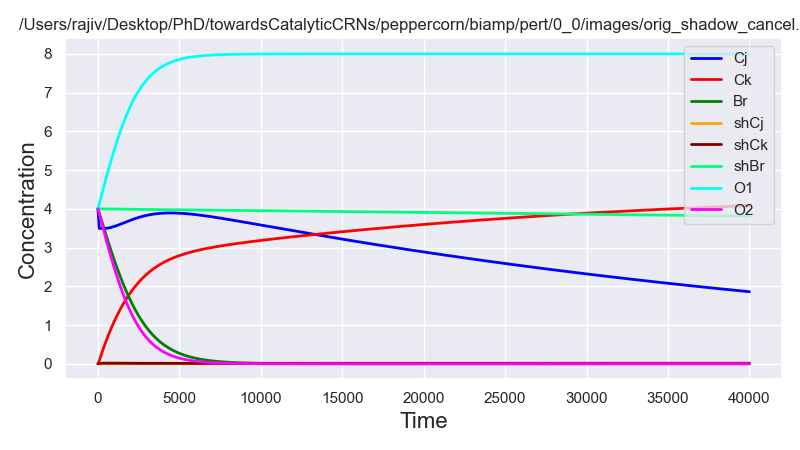 /Users/rajiv/Desktop/PhD/towardsCatalyticCRNs/peppercorn/biamp/pert/0_0/images/orig_shadow_cancel.
8
7
6
5
4
3
2
1
0
Concentration
0
5000
10000
15000
20000
25000
30000
35000
40000
Time
Cj
Ck
Br
shCj
shCk
shBr
O1
O2